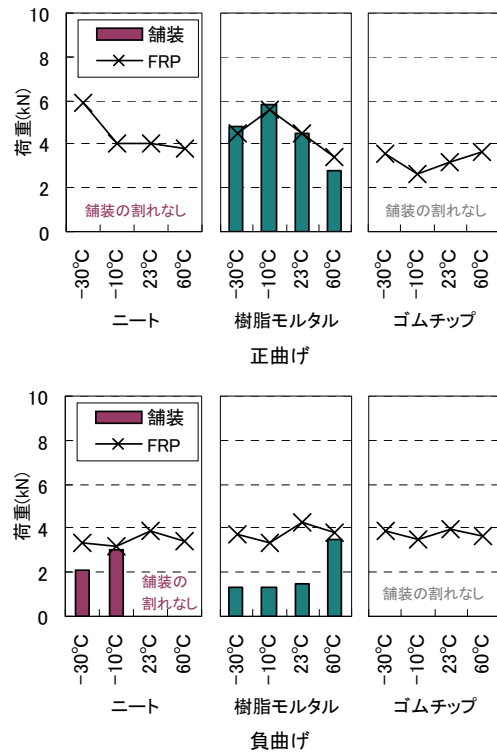 10
8
6
4
2
0
荷重(kN)
舗装
FRP
舗装の割れなし
舗装の割れなし
-30℃
-10℃
23℃
60℃
-30℃
-10℃
23℃
60℃
-30℃
-10℃
23℃
60℃
ニート
樹脂モルタル
ゴムチップ
正曲げ
10
8
6
4
2
0
荷重(kN)
舗装
FRP
舗装の
割れなし
舗装の割れなし
-30℃
-10℃
23℃
60℃
-30℃
-10℃
23℃
60℃
-30℃
-10℃
23℃
60℃
ニート
樹脂モルタル
ゴムチップ
負曲げ